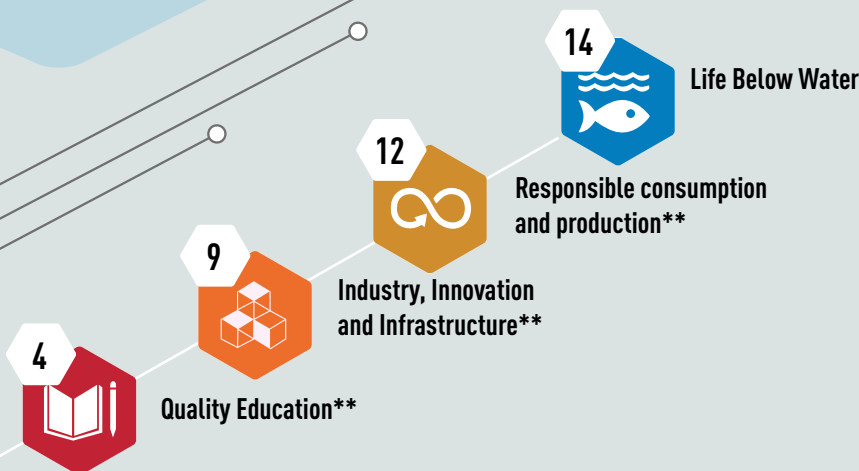 14
Life Below Water
12
Responsible consumption
and production**
9
Industry, Innovation
and Infrastructure**
4
Quality Education**